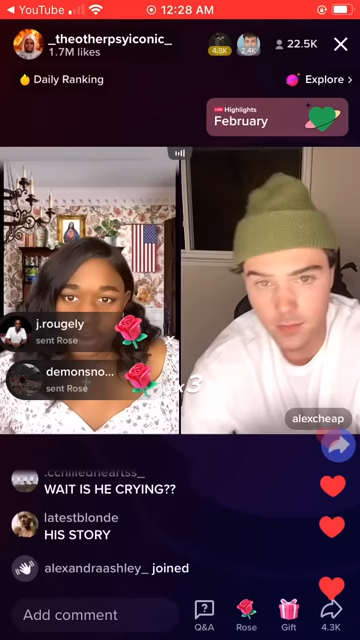 YouTube
12:28 AM
_theotherpsyiconic_
1.7M likes
4.8K
2.4K
22.5K
Daily Ranking
Explore >
LIVE Highlights
February
j.rougely
sent Rose
demonsno...
sent Rose
x3
alexcheap
.cchilledheartss_
WAIT IS HE CRYING??
latestblonde
HIS STORY
alexandraashley_ joined
Add comment
Q&A
Rose
Gift
4.3K